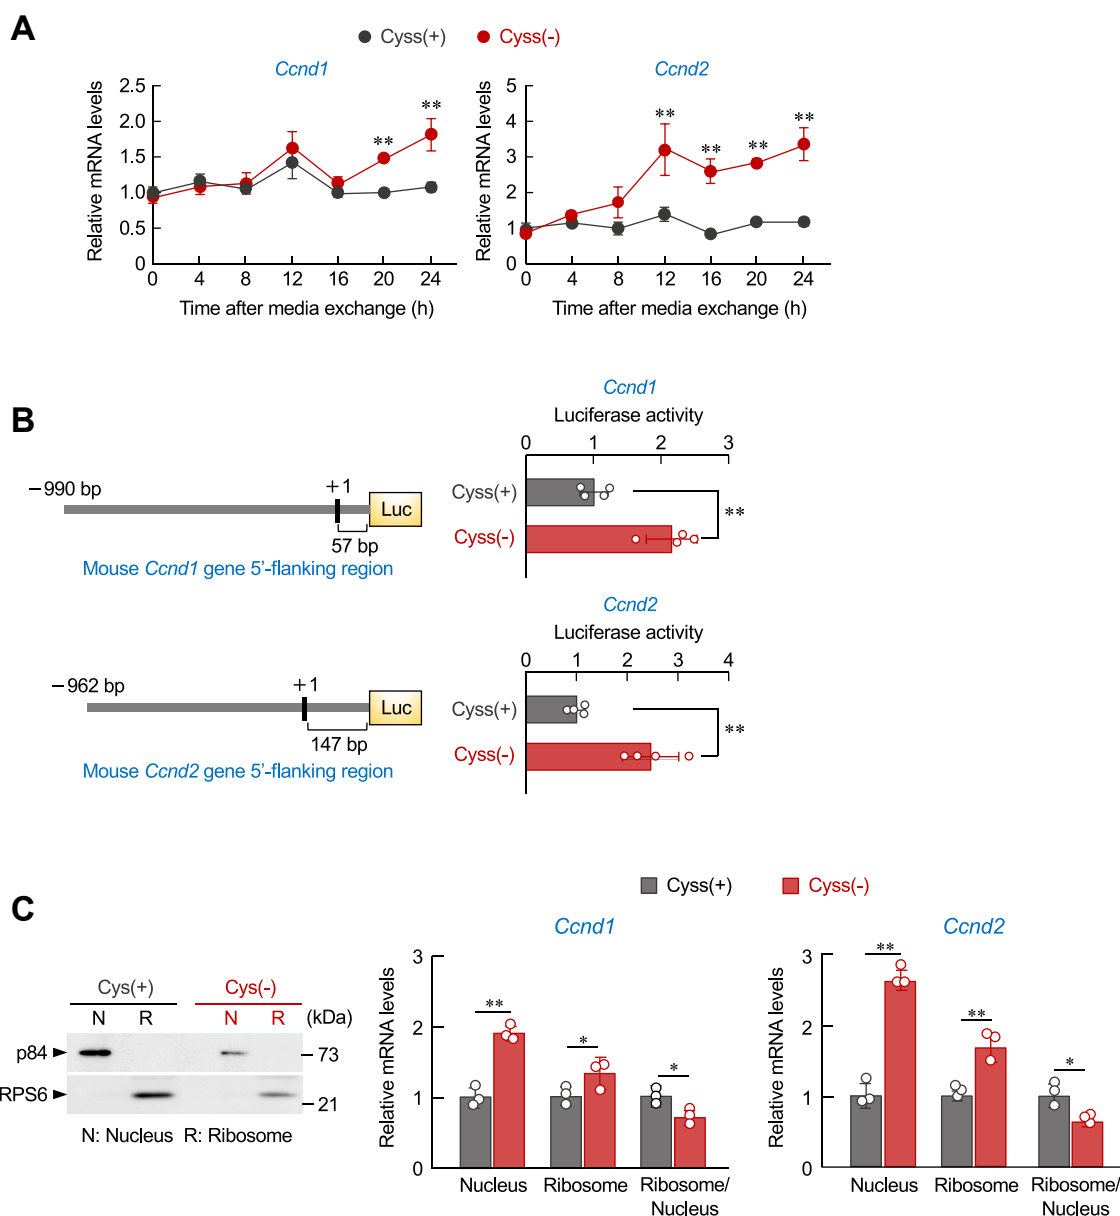 A
Cyss(+) Cyss(-)
Ccnd1
Relative mRNA levels
2.5
2.0
1.5
1.0
0.5
0
** **
0 4 8 12 16 20 24
Time after media exchange (h)
Ccnd2
Relative mRNA levels
5
4
3
2
1
0
** ** ** **
0 4 8 12 16 20 24
Time after media exchange (h)
B
−990 bp
+1
Luc
57 bp
Mouse Ccnd1 gene 5'-flanking region
Ccnd1
Luciferase activity
0 1 2 3
Cyss(+)
Cyss(-)
**
−962 bp
+1
Luc
147 bp
Mouse Ccnd2 gene 5'-flanking region
Ccnd2
Luciferase activity
0 1 2 3 4
Cyss(+)
Cyss(-)
**
C
Cyss(+) Cyss(-)
Cys(+) Cys(-)
N R N R (kDa)
p84 73
RPS6 21
N: Nucleus R: Ribosome
Ccnd1
Relative mRNA levels
3
2
1
0
** * *
Nucleus Ribosome Ribosome/
Nucleus
Ccnd2
Relative mRNA levels
3
2
1
0
** ** *
Nucleus Ribosome Ribosome/
Nucleus